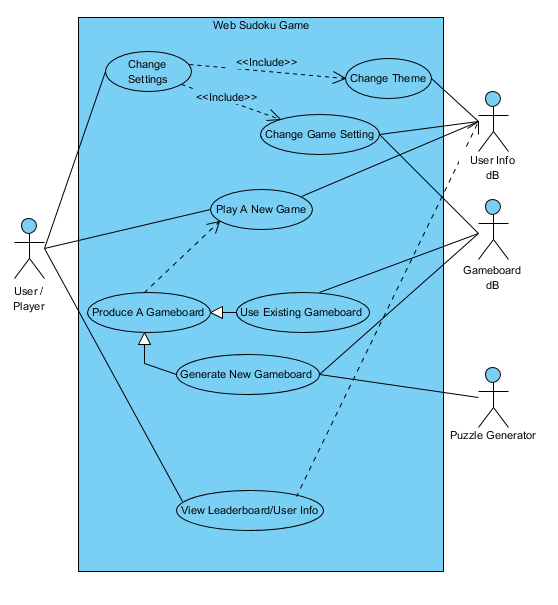 Web Sudoku Game
Change
Settings
<<Include>>
Change Theme
<<Include>>
Change Game Setting
User Info
dB
Play A New Game
User /
Player
Gameboard
dB
Produce A Gameboard
Use Existing Gameboard
Generate New Gameboard
Puzzle Generator
View Leaderboard/User Info